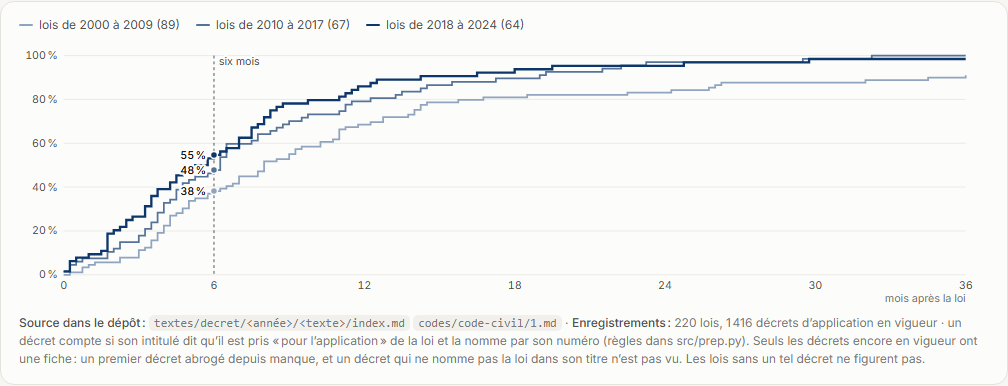 lois de 2000 à 2009 (89) lois de 2010 à 2017 (67) lois de 2018 à 2024 (64)
100 %
six mois
80 %
60 %
55 %
48 %
40 %
38 %
20 %
0 %
0 6 12 18 24 30 36
mois après la loi
Source dans le dépôt : textes/decret/<année>/<texte>/index.md codes/code-civil/1.md · Enregistrements : 220 lois, 1 416 décrets d’application en vigueur · un
décret compte si son intitulé dit qu’il est pris « pour l’application » de la loi et la nomme par son numéro (règles dans src/prep.py). Seuls les décrets encore en vigueur ont
une fiche : un premier décret abrogé depuis manque, et un décret qui ne nomme pas la loi dans son titre n’est pas vu. Les lois sans un tel décret ne figurent pas.